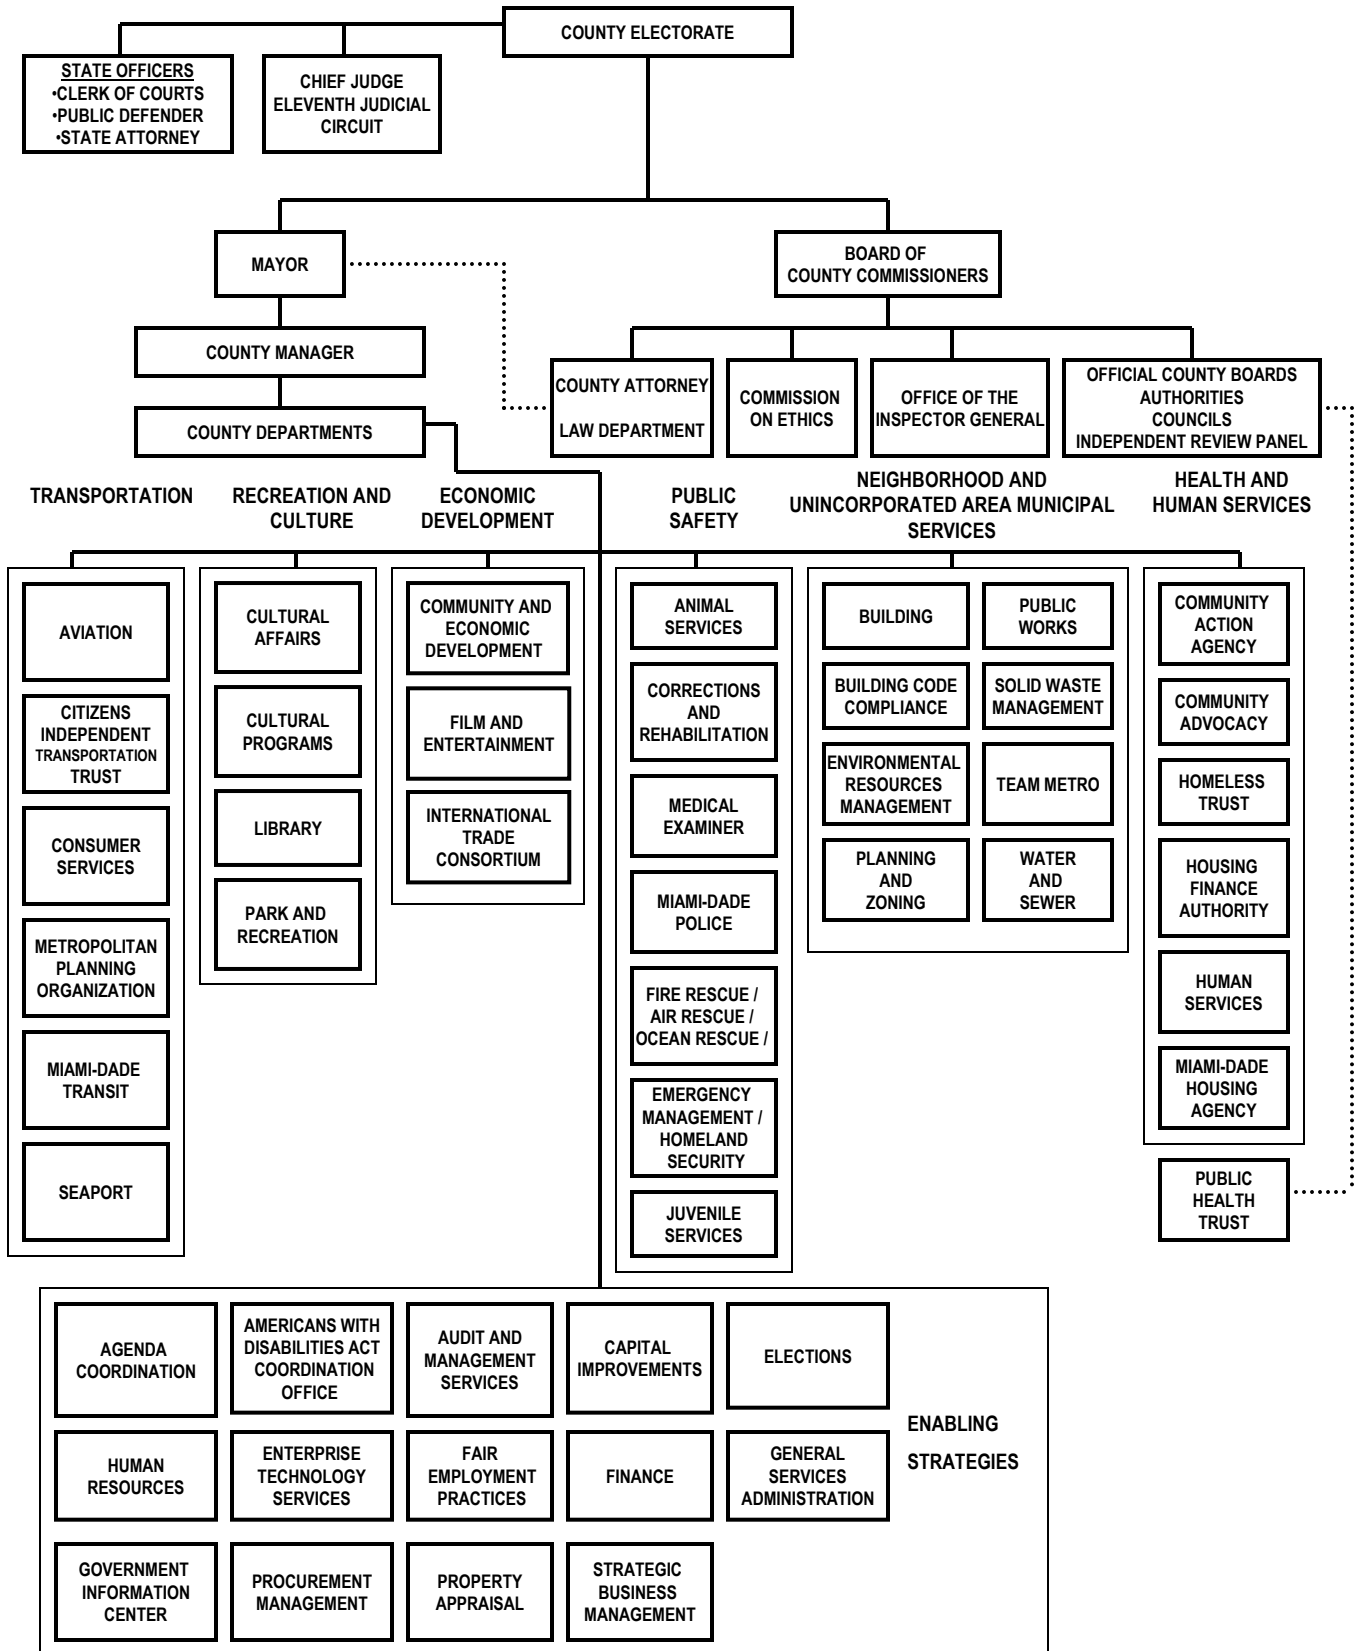 COUNTY ELECTORATE
STATE OFFICERS
•CLERK OF COURTS
•PUBLIC DEFENDER
•STATE ATTORNEY
CHIEF JUDGE
ELEVENTH JUDICIAL
CIRCUIT
MAYOR
BOARD OF
COUNTY COMMISSIONERS
COUNTY MANAGER
COUNTY DEPARTMENTS
COUNTY ATTORNEY
LAW DEPARTMENT
COMMISSION
ON ETHICS
OFFICE OF THE
INSPECTOR GENERAL
OFFICIAL COUNTY BOARDS
AUTHORITIES
COUNCILS
INDEPENDENT REVIEW PANEL
TRANSPORTATION
RECREATION AND
CULTURE
ECONOMIC
DEVELOPMENT
PUBLIC
SAFETY
NEIGHBORHOOD AND
UNINCORPORATED AREA MUNICIPAL
SERVICES
HEALTH AND
HUMAN SERVICES
AVIATION
CITIZENS
INDEPENDENT
TRANSPORTATION
TRUST
CONSUMER
SERVICES
METROPOLITAN
PLANNING
ORGANIZATION
MIAMI-DADE
TRANSIT
SEAPORT
CULTURAL
AFFAIRS
CULTURAL
PROGRAMS
LIBRARY
PARK AND
RECREATION
COMMUNITY AND
ECONOMIC
DEVELOPMENT
FILM AND
ENTERTAINMENT
INTERNATIONAL
TRADE
CONSORTIUM
ANIMAL
SERVICES
CORRECTIONS
AND
REHABILITATION
MEDICAL
EXAMINER
MIAMI-DADE
POLICE
FIRE RESCUE /
AIR RESCUE /
OCEAN RESCUE /
EMERGENCY
MANAGEMENT /
HOMELAND
SECURITY
JUVENILE
SERVICES
BUILDING
PUBLIC
WORKS
BUILDING CODE
COMPLIANCE
SOLID WASTE
MANAGEMENT
ENVIRONMENTAL
RESOURCES
MANAGEMENT
TEAM METRO
PLANNING
AND
ZONING
WATER
AND
SEWER
COMMUNITY
ACTION
AGENCY
COMMUNITY
ADVOCACY
HOMELESS
TRUST
HOUSING
FINANCE
AUTHORITY
HUMAN
SERVICES
MIAMI-DADE
HOUSING
AGENCY
PUBLIC
HEALTH
TRUST
AGENDA
COORDINATION
AMERICANS WITH
DISABILITIES ACT
COORDINATION
OFFICE
AUDIT AND
MANAGEMENT
SERVICES
CAPITAL
IMPROVEMENTS
ELECTIONS
HUMAN
RESOURCES
ENTERPRISE
TECHNOLOGY
SERVICES
FAIR
EMPLOYMENT
PRACTICES
FINANCE
GENERAL
SERVICES
ADMINISTRATION
ENABLING
STRATEGIES
GOVERNMENT
INFORMATION
CENTER
PROCUREMENT
MANAGEMENT
PROPERTY
APPRAISAL
STRATEGIC
BUSINESS
MANAGEMENT